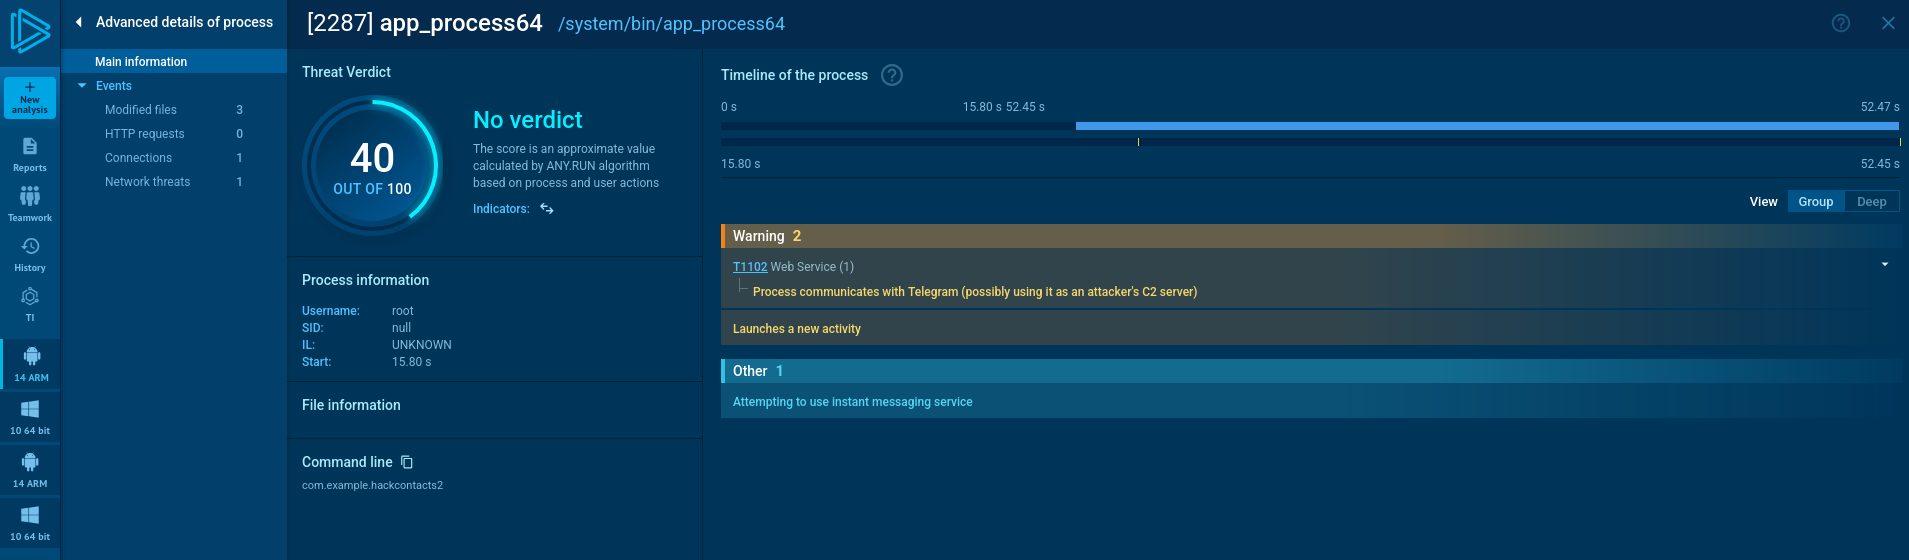 Advanced details of process
[2287] app_process64 /system/bin/app_process64
New analysis
Reports
Teamwork
History
TI
14 ARM
10 64 bit
14 ARM
10 64 bit
Main information
Events
Modified files 3
HTTP requests 0
Connections 1
Network threats 1
Threat Verdict
40
OUT OF 100
No verdict
The score is an approximate value
calculated by ANY.RUN algorithm
based on process and user actions
Indicators:
Process information
Username: root
SID: null
IL: UNKNOWN
Start: 15.80 s
File information
Command line
com.example.hackcontacts2
Timeline of the process ?
0 s 15.80 s 52.45 s 52.47 s
15.80 s 52.45 s
View Group Deep
Warning 2
T1102 Web Service (1)
Process communicates with Telegram (possibly using it as an attacker's C2 server)
Launches a new activity
Other 1
Attempting to use instant messaging service